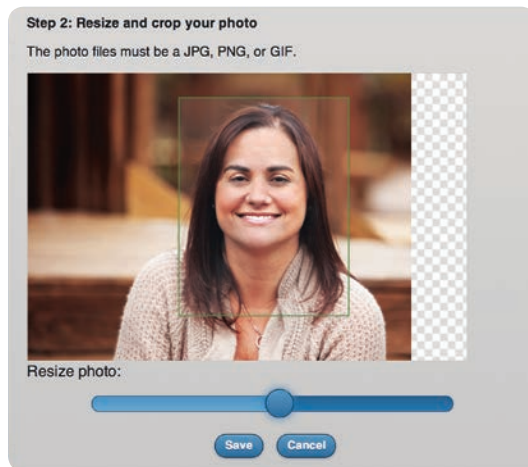 Step 2: Resize and crop your photo
The photo files must be a JPG, PNG, or GIF.
Resize photo:
Save Cancel